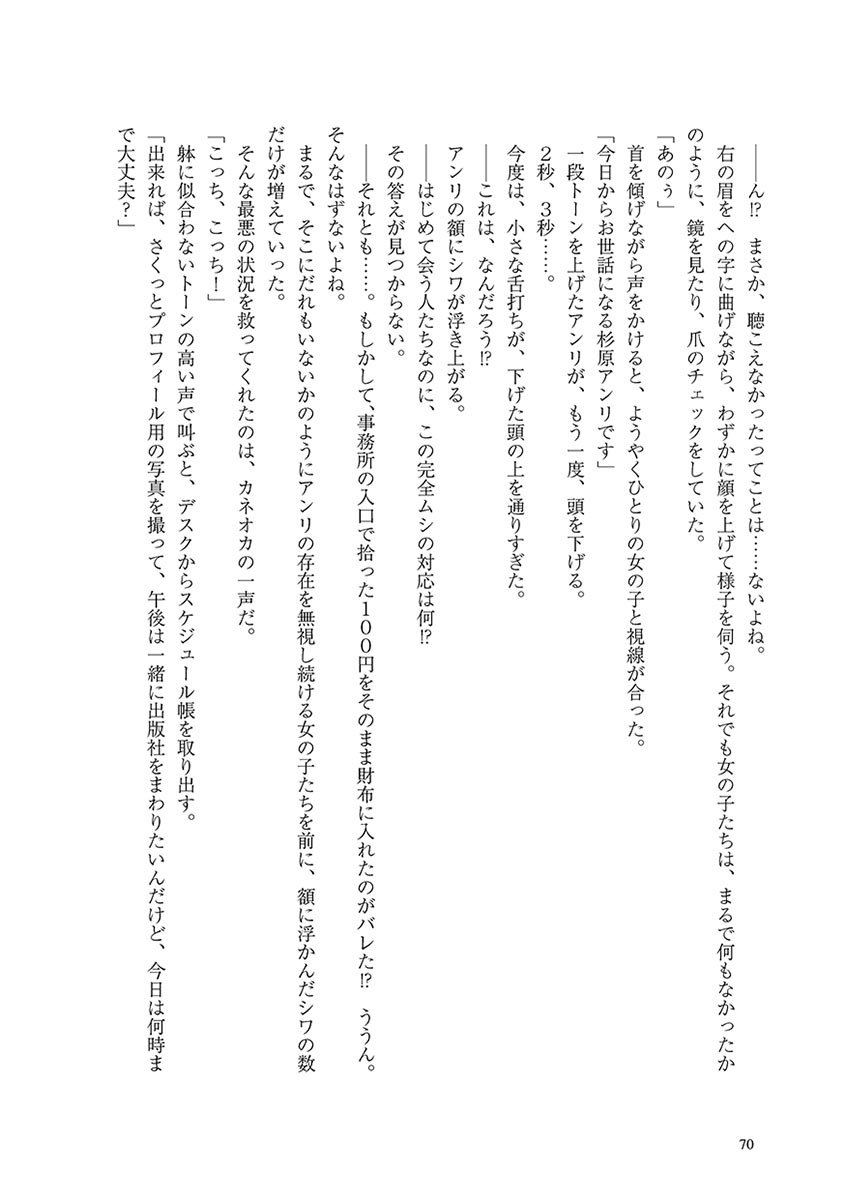 ――ん!?　まさか、聴こえなかったってことは……ないよね。
右の眉をへの字に曲げながら、わずかに顔を上げて様子を伺う。それでも女の子たちは、まるで何もなかったか
のように、鏡を見たり、爪のチェックをしていた。
「あのぅ」
首を傾げながら声をかけると、ようやくひとりの女の子と視線が合った。
「今日からお世話になる杉原アンリです」
一段トーンを上げたアンリが、もう一度、頭を下げる。
２秒、３秒……。
今度は、小さな舌打ちが、下げた頭の上を通りすぎた。
――これは、なんだろう!?
アンリの額にシワが浮き上がる。
――はじめて会う人たちなのに、この完全ムシの対応は何!?
その答えが見つからない。
――それとも……。もしかして、事務所の入口で拾った１００円をそのまま財布に入れたのがバレた!?　ううん。
そんなはずないよね。
まるで、そこにだれもいないかのようにアンリの存在を無視し続ける女の子たちを前に、額に浮かんだシワの数
だけが増えていった。
そんな最悪の状況を救ってくれたのは、カネオカの一声だ。
「こっち、こっち！」
躰に似合わないトーンの高い声で叫ぶと、デスクからスケジュール帳を取り出す。
「出来れば、さくっとプロフィール用の写真を撮って、午後は一緒に出版社をまわりたいんだけど、今日は何時ま
で大丈夫？」
70